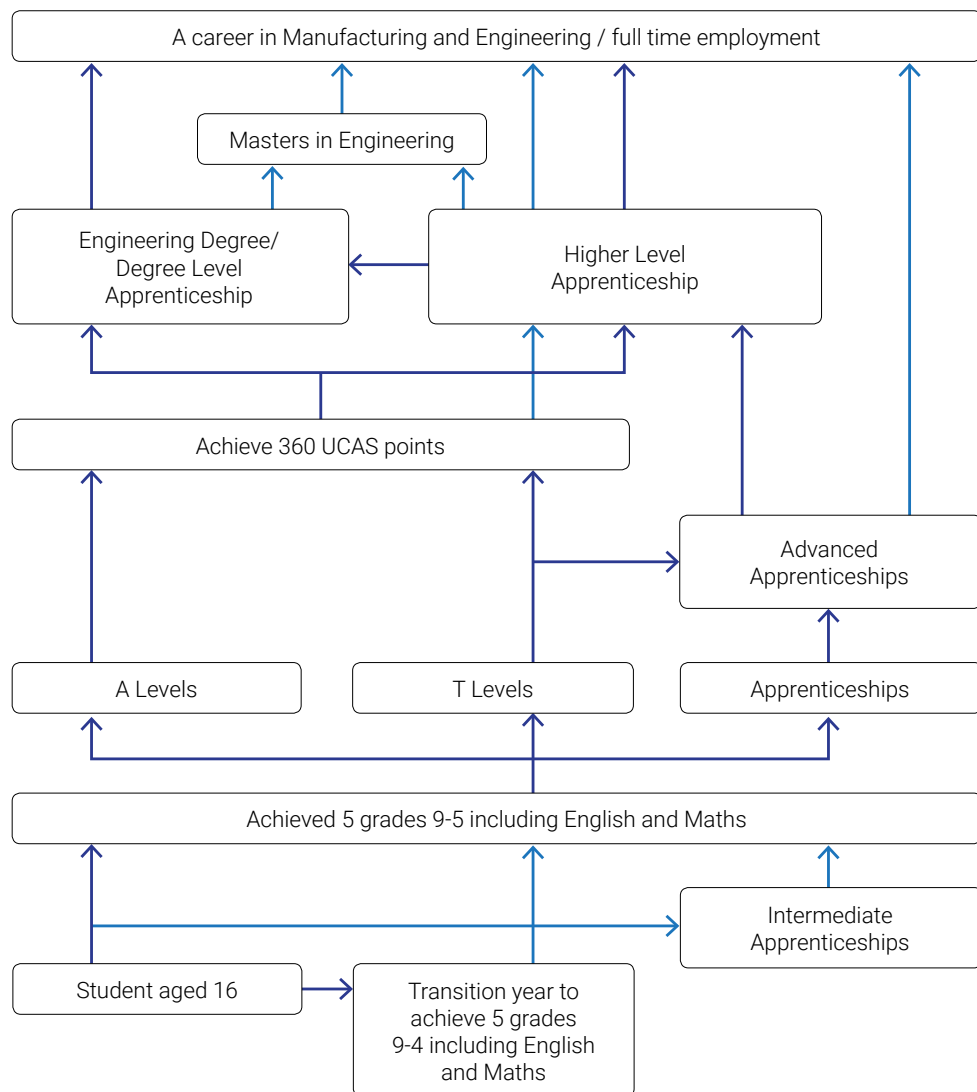 A career in Manufacturing and Engineering / full time employment
Masters in Engineering
Engineering Degree/
Degree Level
Apprenticeship
Higher Level
Apprenticeship
Achieve 360 UCAS points
Advanced
Apprenticeships
A Levels
T Levels
Apprenticeships
Achieved 5 grades 9-5 including English and Maths
Intermediate
Apprenticeships
Student aged 16
Transition year to
achieve 5 grades
9-4 including English
and Maths